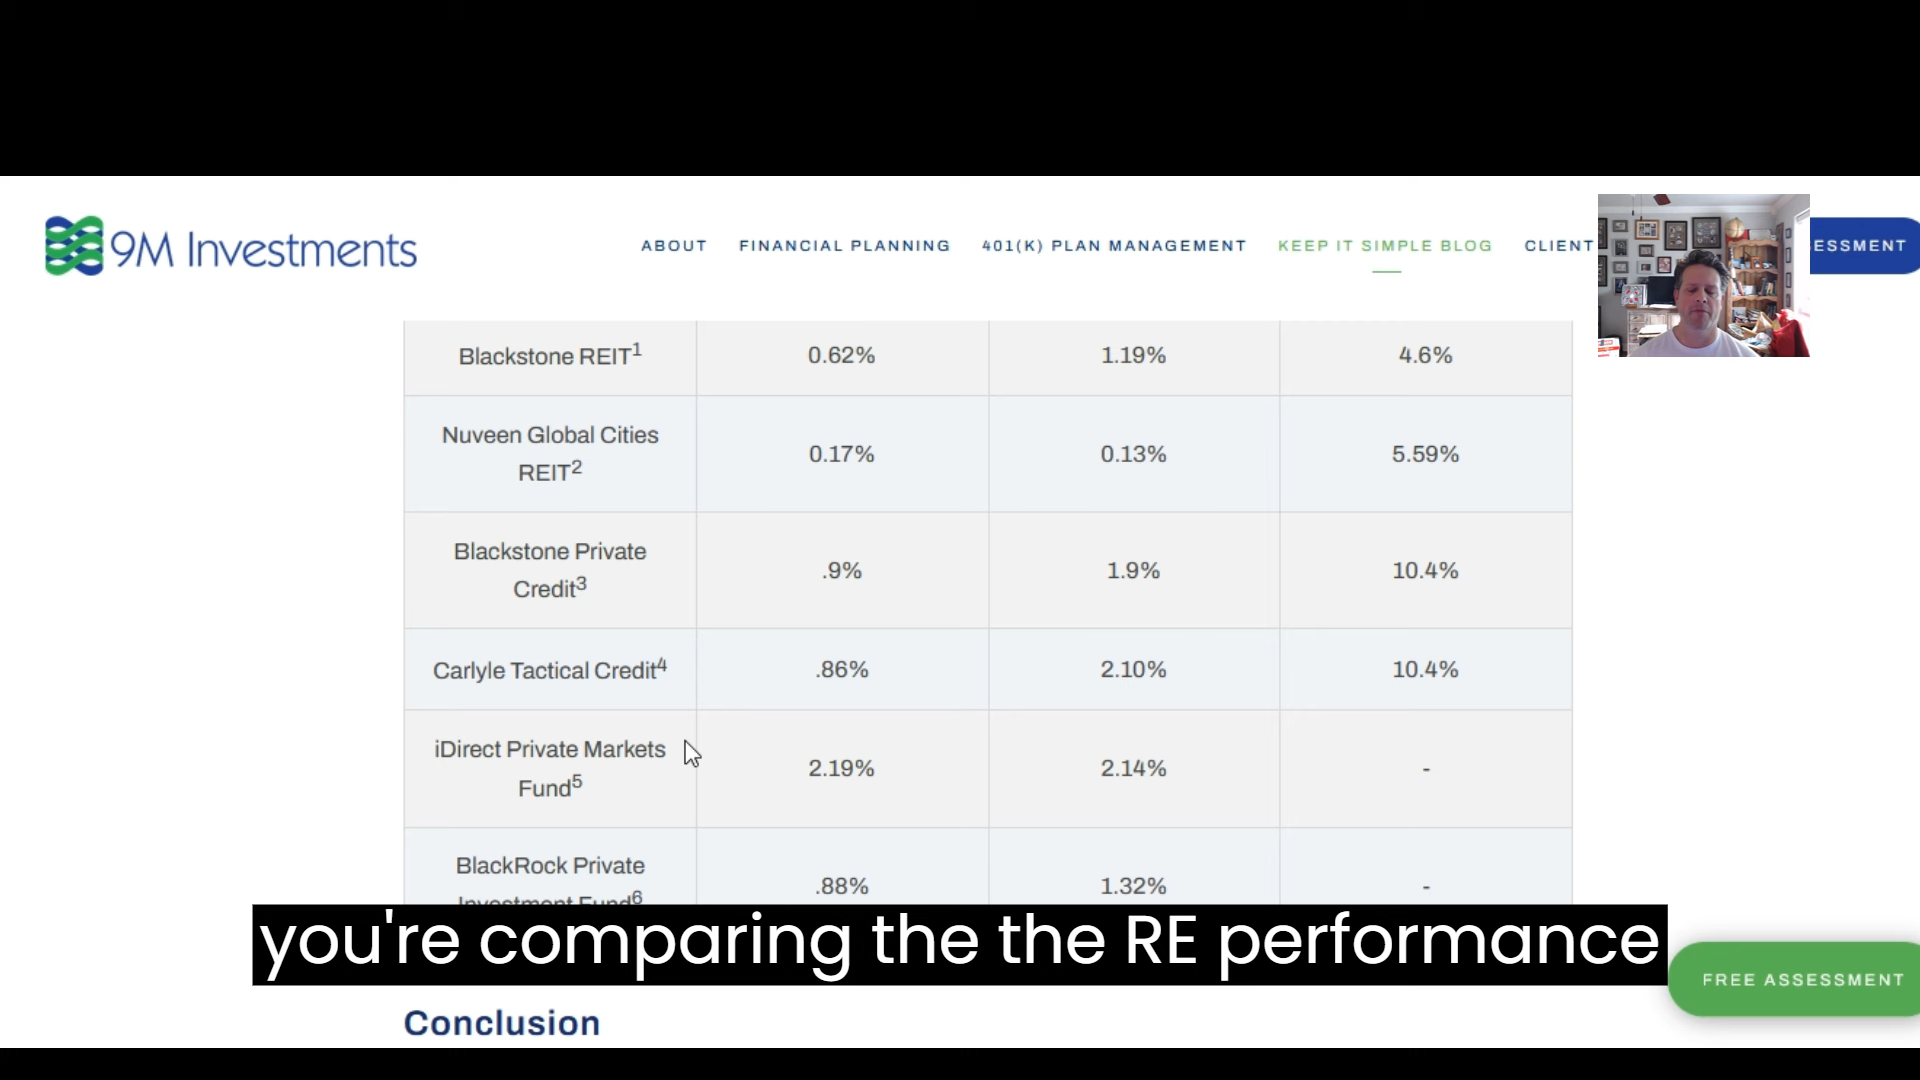 9M Investments
ABOUT FINANCIAL PLANNING 401(K) PLAN MANAGEMENT KEEP IT SIMPLE BLOG CLIENT ESSMENT
Blackstone REIT1 0.62% 1.19% 4.6%
Nuveen Global Cities
REIT2 0.17% 0.13% 5.59%
Blackstone Private
Credit3 .9% 1.9% 10.4%
Carlyle Tactical Credit4 .86% 2.10% 10.4%
iDirect Private Markets
Fund5 2.19% 2.14% -
BlackRock Private
Investment Fund6 .88% 1.32% -
you're comparing the the RE performance
FREE ASSESSMENT
Conclusion